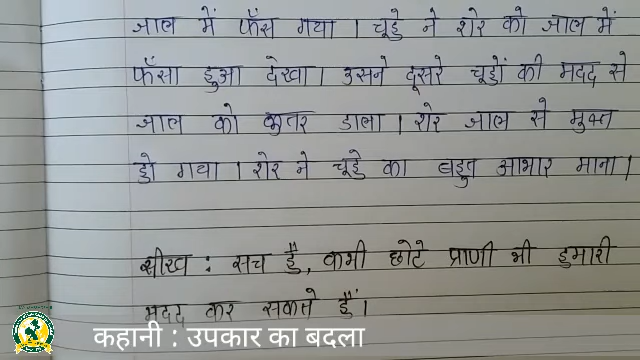 जाल में फँस गया । चूहे ने शेर को जाल में
फँसा हुआ देखा । उसने दूसरे चूहों की मदद से
जाल को कुतर डाला । शेर जाल से मुक्त
हो गया । शेर ने चूहे का बहुत आभार माना ।
सीख : सच है, कभी छोटे प्राणी भी हमारी
मदद कर सकते हैं ।
कहानी : उपकार का बदला